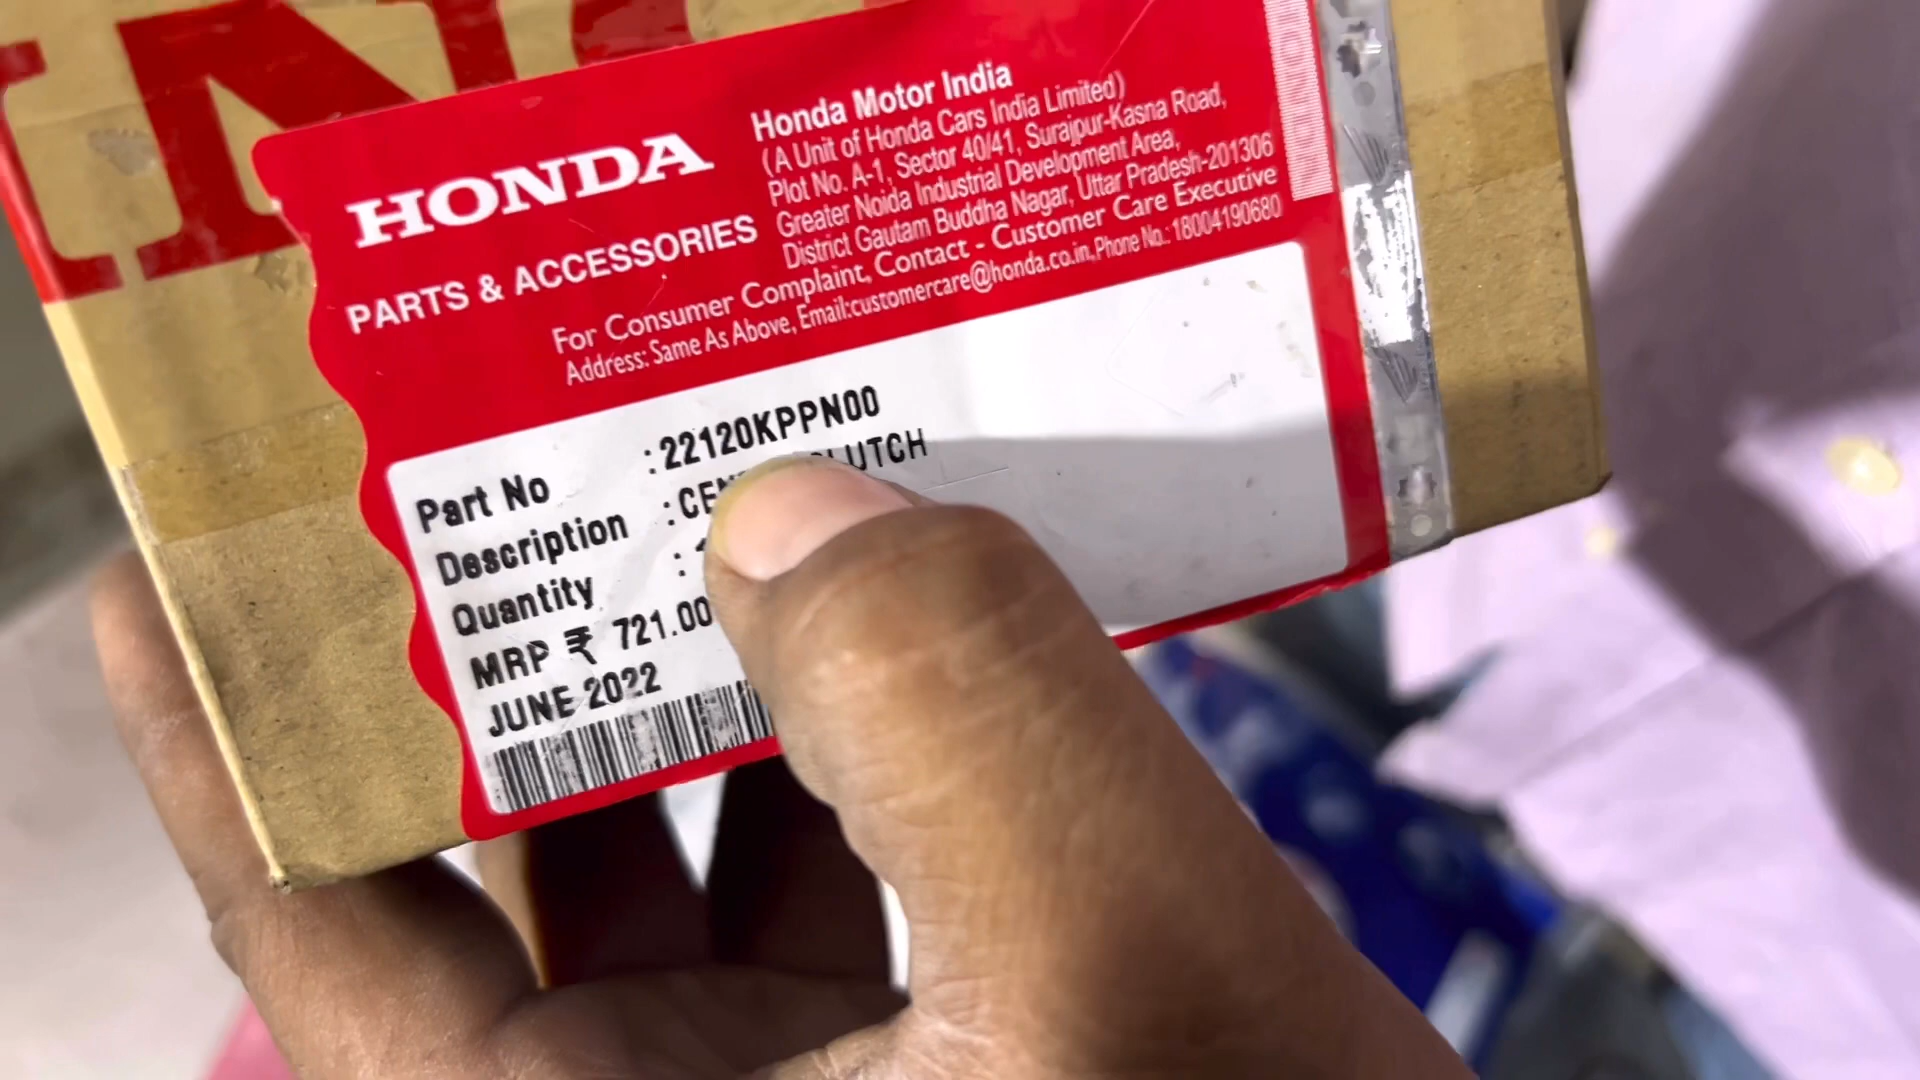 HONDA
PARTS & ACCESSORIES
Honda Motor India
(A Unit of Honda Cars India Limited)
Plot No. A-1, Sector 40/41, Surajpur-Kasna Road,
Greater Noida Industrial Development Area,
District Gautam Buddha Nagar, Uttar Pradesh-201306
For Consumer Complaint, Contact - Customer Care Executive
Address: Same As Above, Email:customercare@honda.co.in,Phone No.: 18004190680
Part No :22120KPPN00
Description :
Quantity :
MRP ₹ 721.00
JUNE 2022